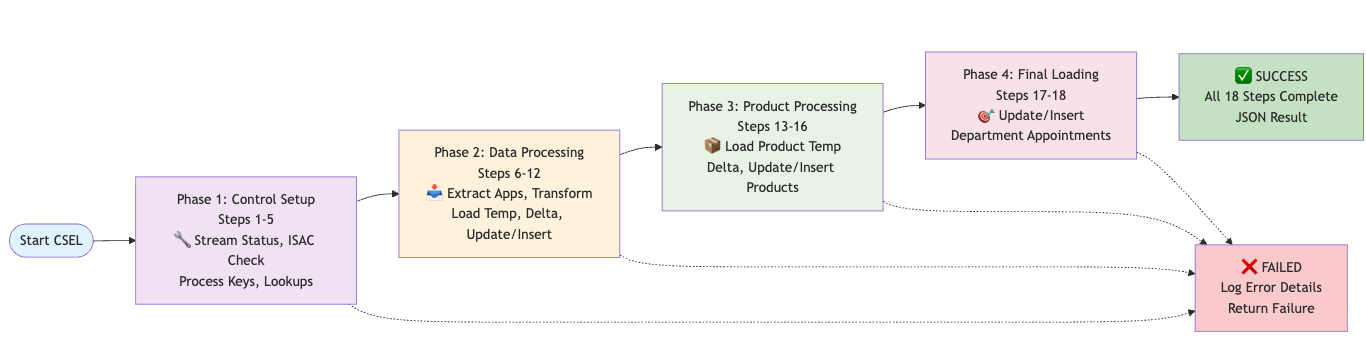 Start CSEL
Phase 1: Control Setup
Steps 1-5
🔧 Stream Status, ISAC
Check
Process Keys, Lookups
Phase 2: Data Processing
Steps 6-12
📥 Extract Apps, Transform
Load Temp, Delta,
Update/Insert
Phase 3: Product Processing
Steps 13-16
📦 Load Product Temp
Delta, Update/Insert
Products
Phase 4: Final Loading
Steps 17-18
🎯 Update/Insert
Department Appointments
✅ SUCCESS
All 18 Steps Complete
JSON Result
❌ FAILED
Log Error Details
Return Failure